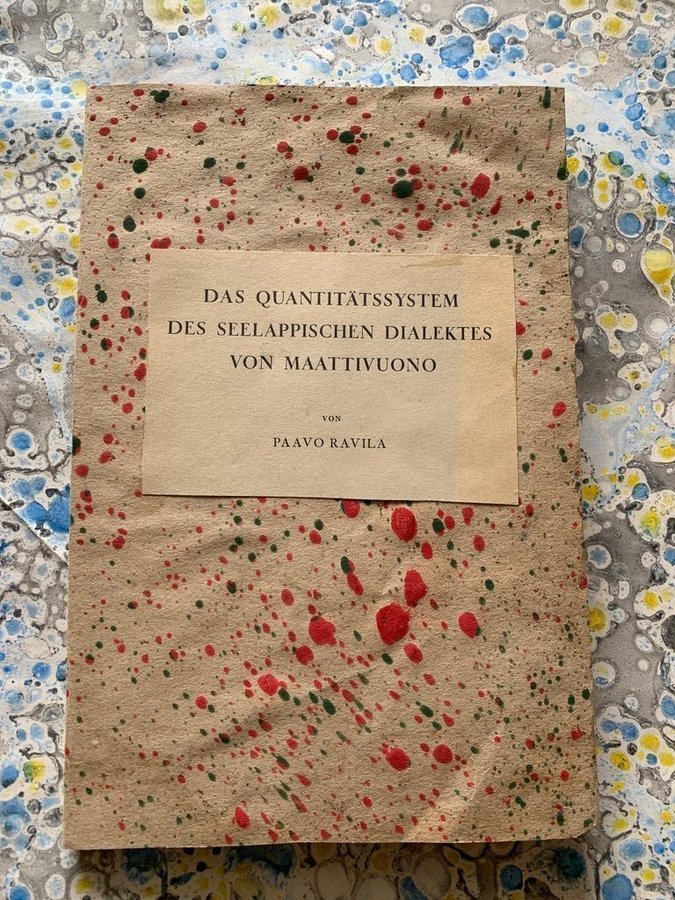 DAS QUANTITÄTSSYSTEM
DES SEELAPPISCHEN DIALEKTES
VON MAATTIVUONO
VON
PAAVO RAVILA